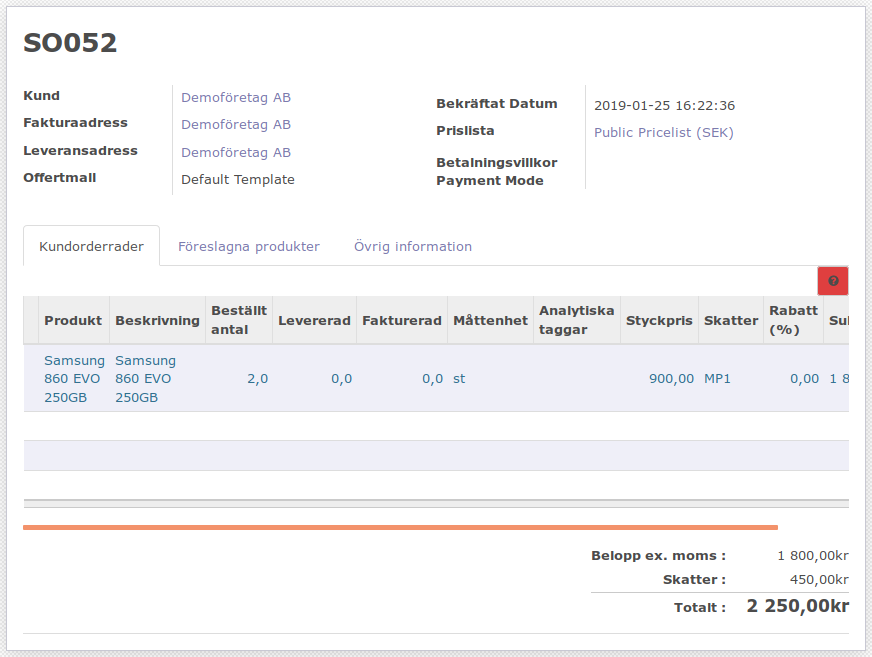 SO052
Kund
Demoföretag AB
Fakturaadress
Demoföretag AB
Leveransadress
Demoföretag AB
Offertmall
Default Template
Bekräftat Datum
2019-01-25 16:22:36
Prislista
Public Pricelist (SEK)
Betalningsvillkor
Payment Mode
Kundorderrader Föreslagna produkter Övrig information
?
Produkt Beskrivning Beställt antal Levererad Fakturerad Måttenhet Analytiska taggar Styckpris Skatter Rabatt (%) Sul
Samsung 860 EVO 250GB Samsung 860 EVO 250GB 2,0 0,0 0,0 st 900,00 MP1 0,00 1 8
Belopp ex. moms : 1 800,00kr
Skatter : 450,00kr
Totalt : 2 250,00kr